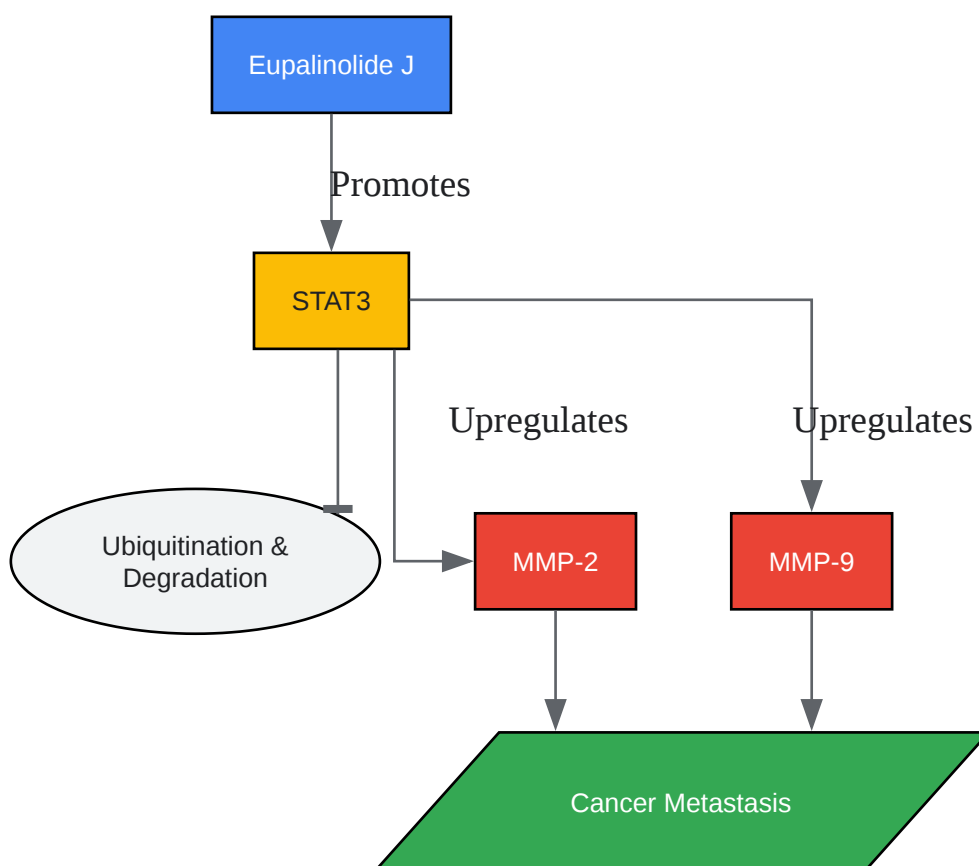 Eupalinolide J
Promotes
STAT3
Upregulates
Upregulates
Ubiquitination &
Degradation
MMP-2
MMP-9
Cancer Metastasis